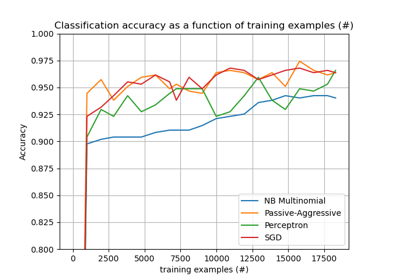 Classification accuracy as a function of training examples (#)
1.000
0.975
0.950
0.925
0.900
0.875
0.850
0.825
0.800
Accuracy
NB Multinomial
Passive-Aggressive
Perceptron
SGD
0 2500 5000 7500 10000 12500 15000 17500
training examples (#)